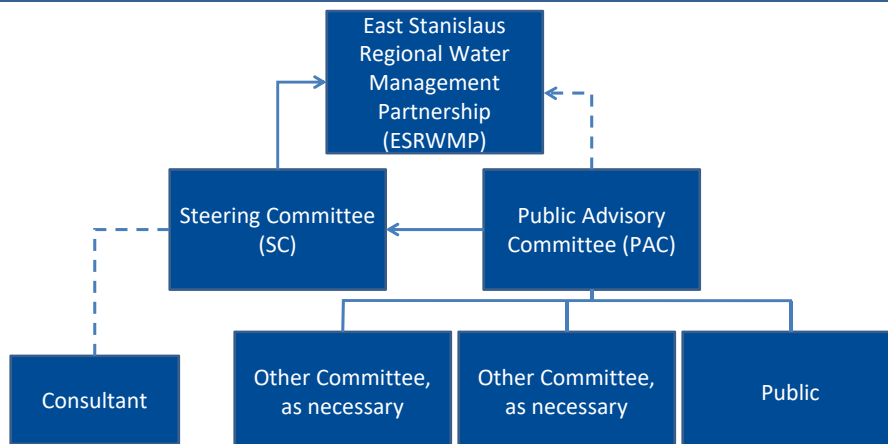 East Stanislaus
Regional Water
Management
Partnership
(ESRWMP)
Steering Committee
(SC)
Public Advisory
Committee (PAC)
Consultant
Other Committee,
as necessary
Other Committee,
as necessary
Public